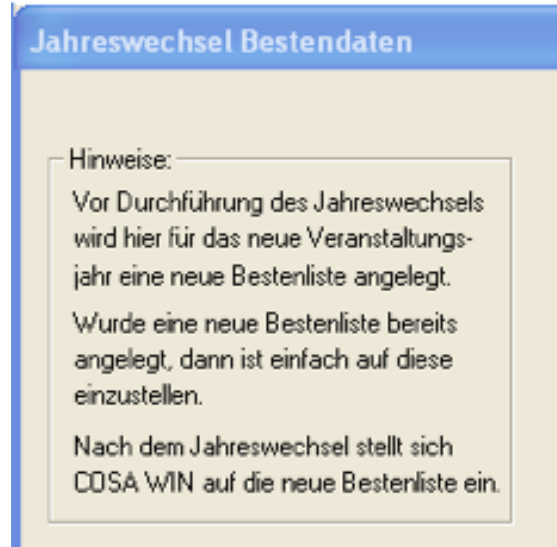 Jahreswechsel Bestendaten
Hinweise:
Vor Durchführung des Jahreswechsels
wird hier für das neue Veranstaltungs-
jahr eine neue Bestenliste angelegt.
Wurde eine neue Bestenliste bereits
angelegt, dann ist einfach auf diese
einzustellen.
Nach dem Jahreswechsel stellt sich
COSA WIN auf die neue Bestenliste ein.